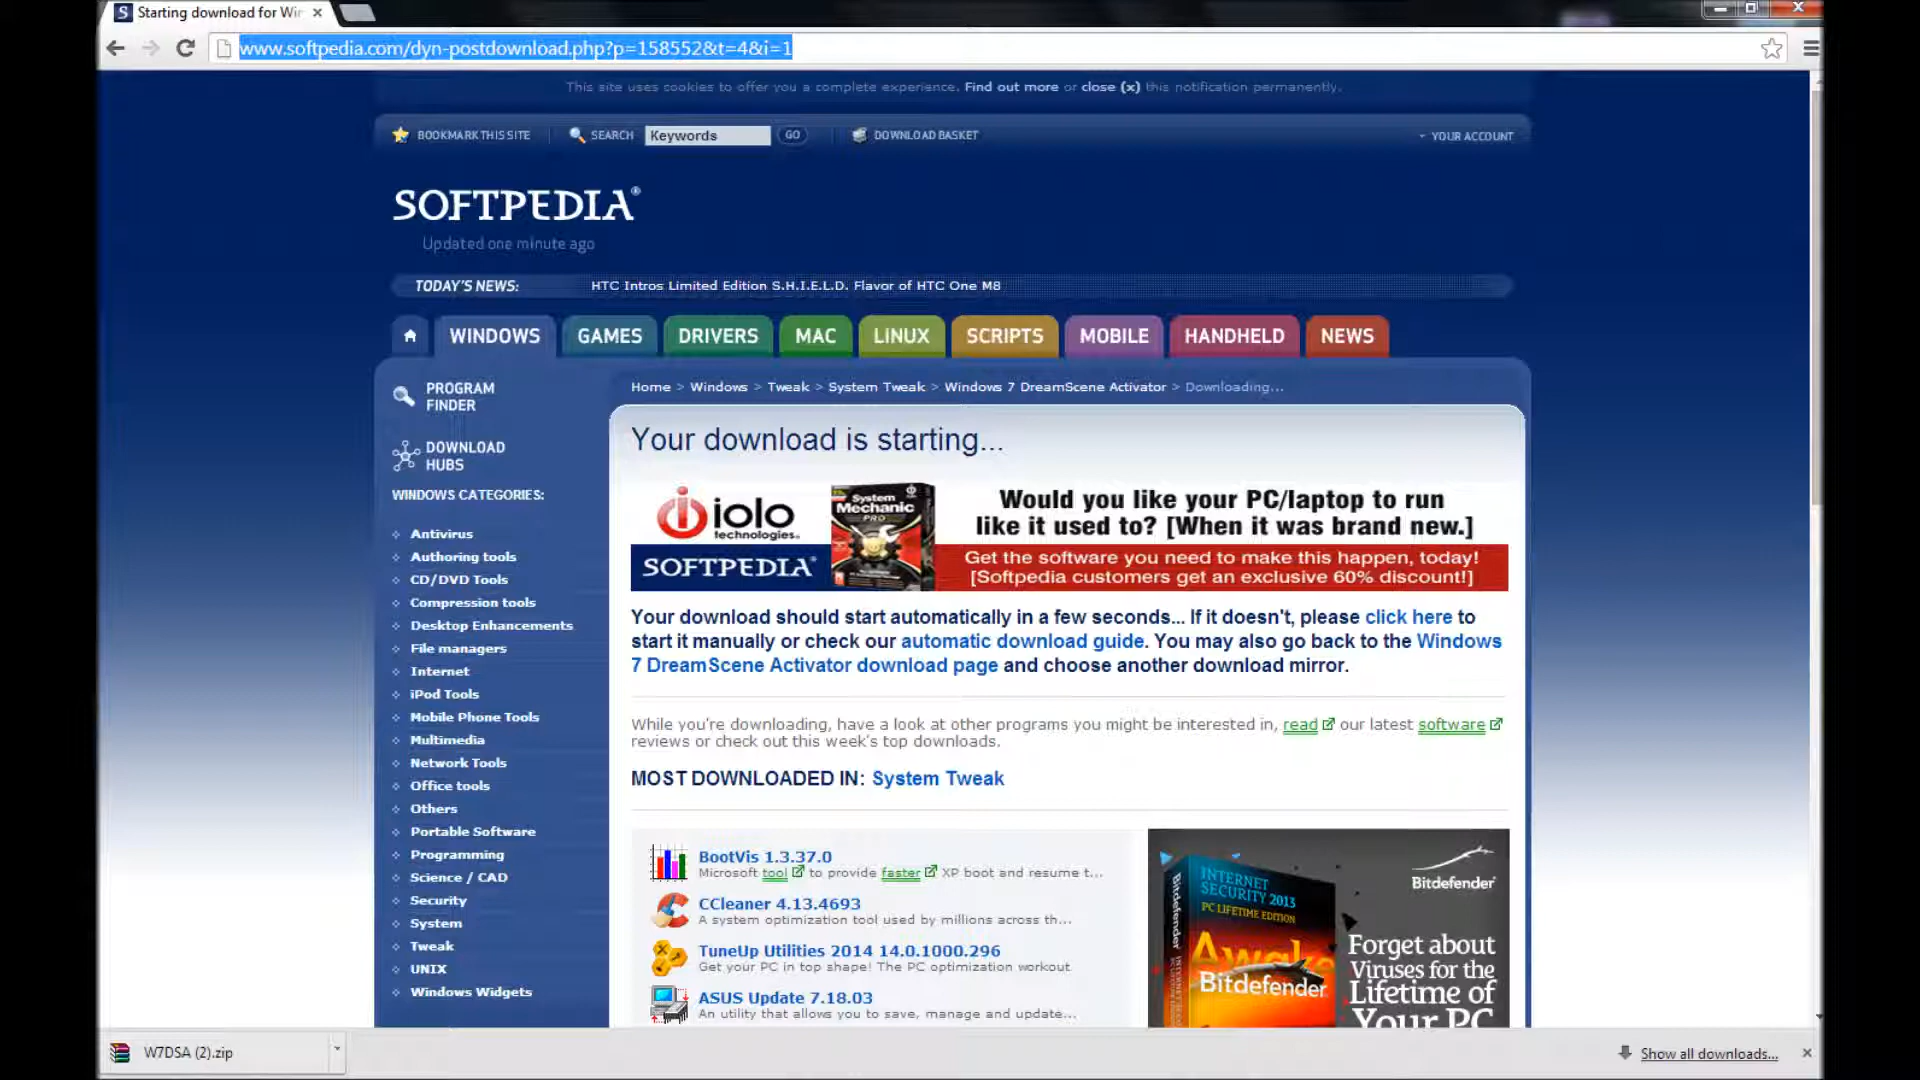 Starting download for Wir
www.softpedia.com/dyn-postdownload.php?p=158552&t=4&i=1
This site uses cookies to offer you a complete experience. Find out more or close (x) this notification permanently.
BOOKMARK THIS SITE
SEARCH
Keywords
GO
DOWNLOAD BASKET
YOUR ACCOUNT
SOFTPEDIA®
Updated one minute ago
TODAY'S NEWS:
HTC Intros Limited Edition S.H.I.E.L.D. Flavor of HTC One M8
WINDOWS
GAMES
DRIVERS
MAC
LINUX
SCRIPTS
MOBILE
HANDHELD
NEWS
PROGRAM
FINDER
DOWNLOAD
HUBS
WINDOWS CATEGORIES:
Antivirus
Authoring tools
CD/DVD Tools
Compression tools
Desktop Enhancements
File managers
Internet
iPod Tools
Mobile Phone Tools
Multimedia
Network Tools
Office tools
Others
Portable Software
Programming
Science / CAD
Security
System
Tweak
UNIX
Windows Widgets
Home > Windows > Tweak > System Tweak > Windows 7 DreamScene Activator > Downloading...
Your download is starting...
iolo
technologies
SOFTPEDIA®
System
Mechanic
PRO
Would you like your PC/laptop to run
like it used to? [When it was brand new.]
Get the software you need to make this happen, today!
[Softpedia customers get an exclusive 60% discount!]
Your download should start automatically in a few seconds... If it doesn't, please click here to
start it manually or check our automatic download guide. You may also go back to the Windows
7 DreamScene Activator download page and choose another download mirror.
While you're downloading, have a look at other programs you might be interested in, read our latest software
reviews or check out this week's top downloads.
MOST DOWNLOADED IN: System Tweak
BootVis 1.3.37.0
Microsoft tool to provide faster XP boot and resume t...
CCleaner 4.13.4693
A system optimization tool used by millions across th...
TuneUp Utilities 2014 14.0.1000.296
Get your PC in top shape! The PC optimization workout
ASUS Update 7.18.03
An utility that allows you to save, manage and update...
Bitdefender
INTERNET
SECURITY 2013
PC LIFETIME EDITION
Awake
Bitdefender
Bitdefender
Forget about
Viruses for the
Lifetime of
Your PC
W7DSA (2).zip
Show all downloads...